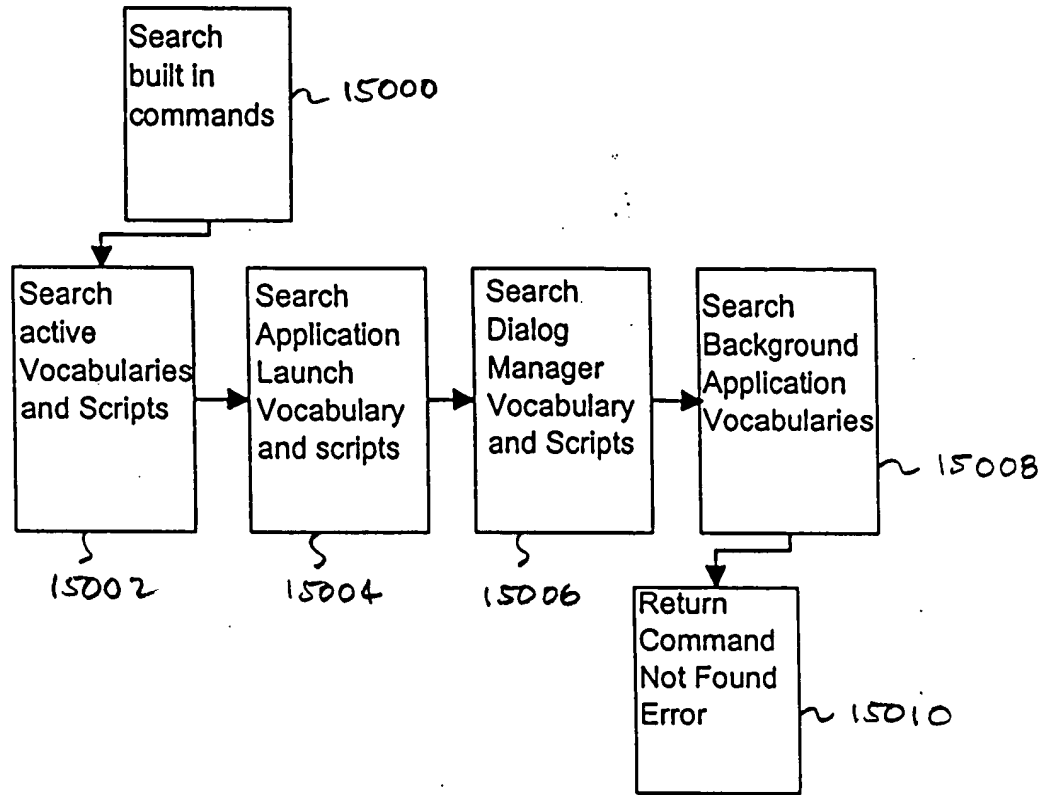 Search
built in
commands
15000
Search
active
Vocabularies
and Scripts
15002
Search
Application
Launch
Vocabulary
and scripts
15004
Search
Dialog
Manager
Vocabulary
and Scripts
15006
Search
Background
Application
Vocabularies
15008
Return
Command
Not Found
Error
15010